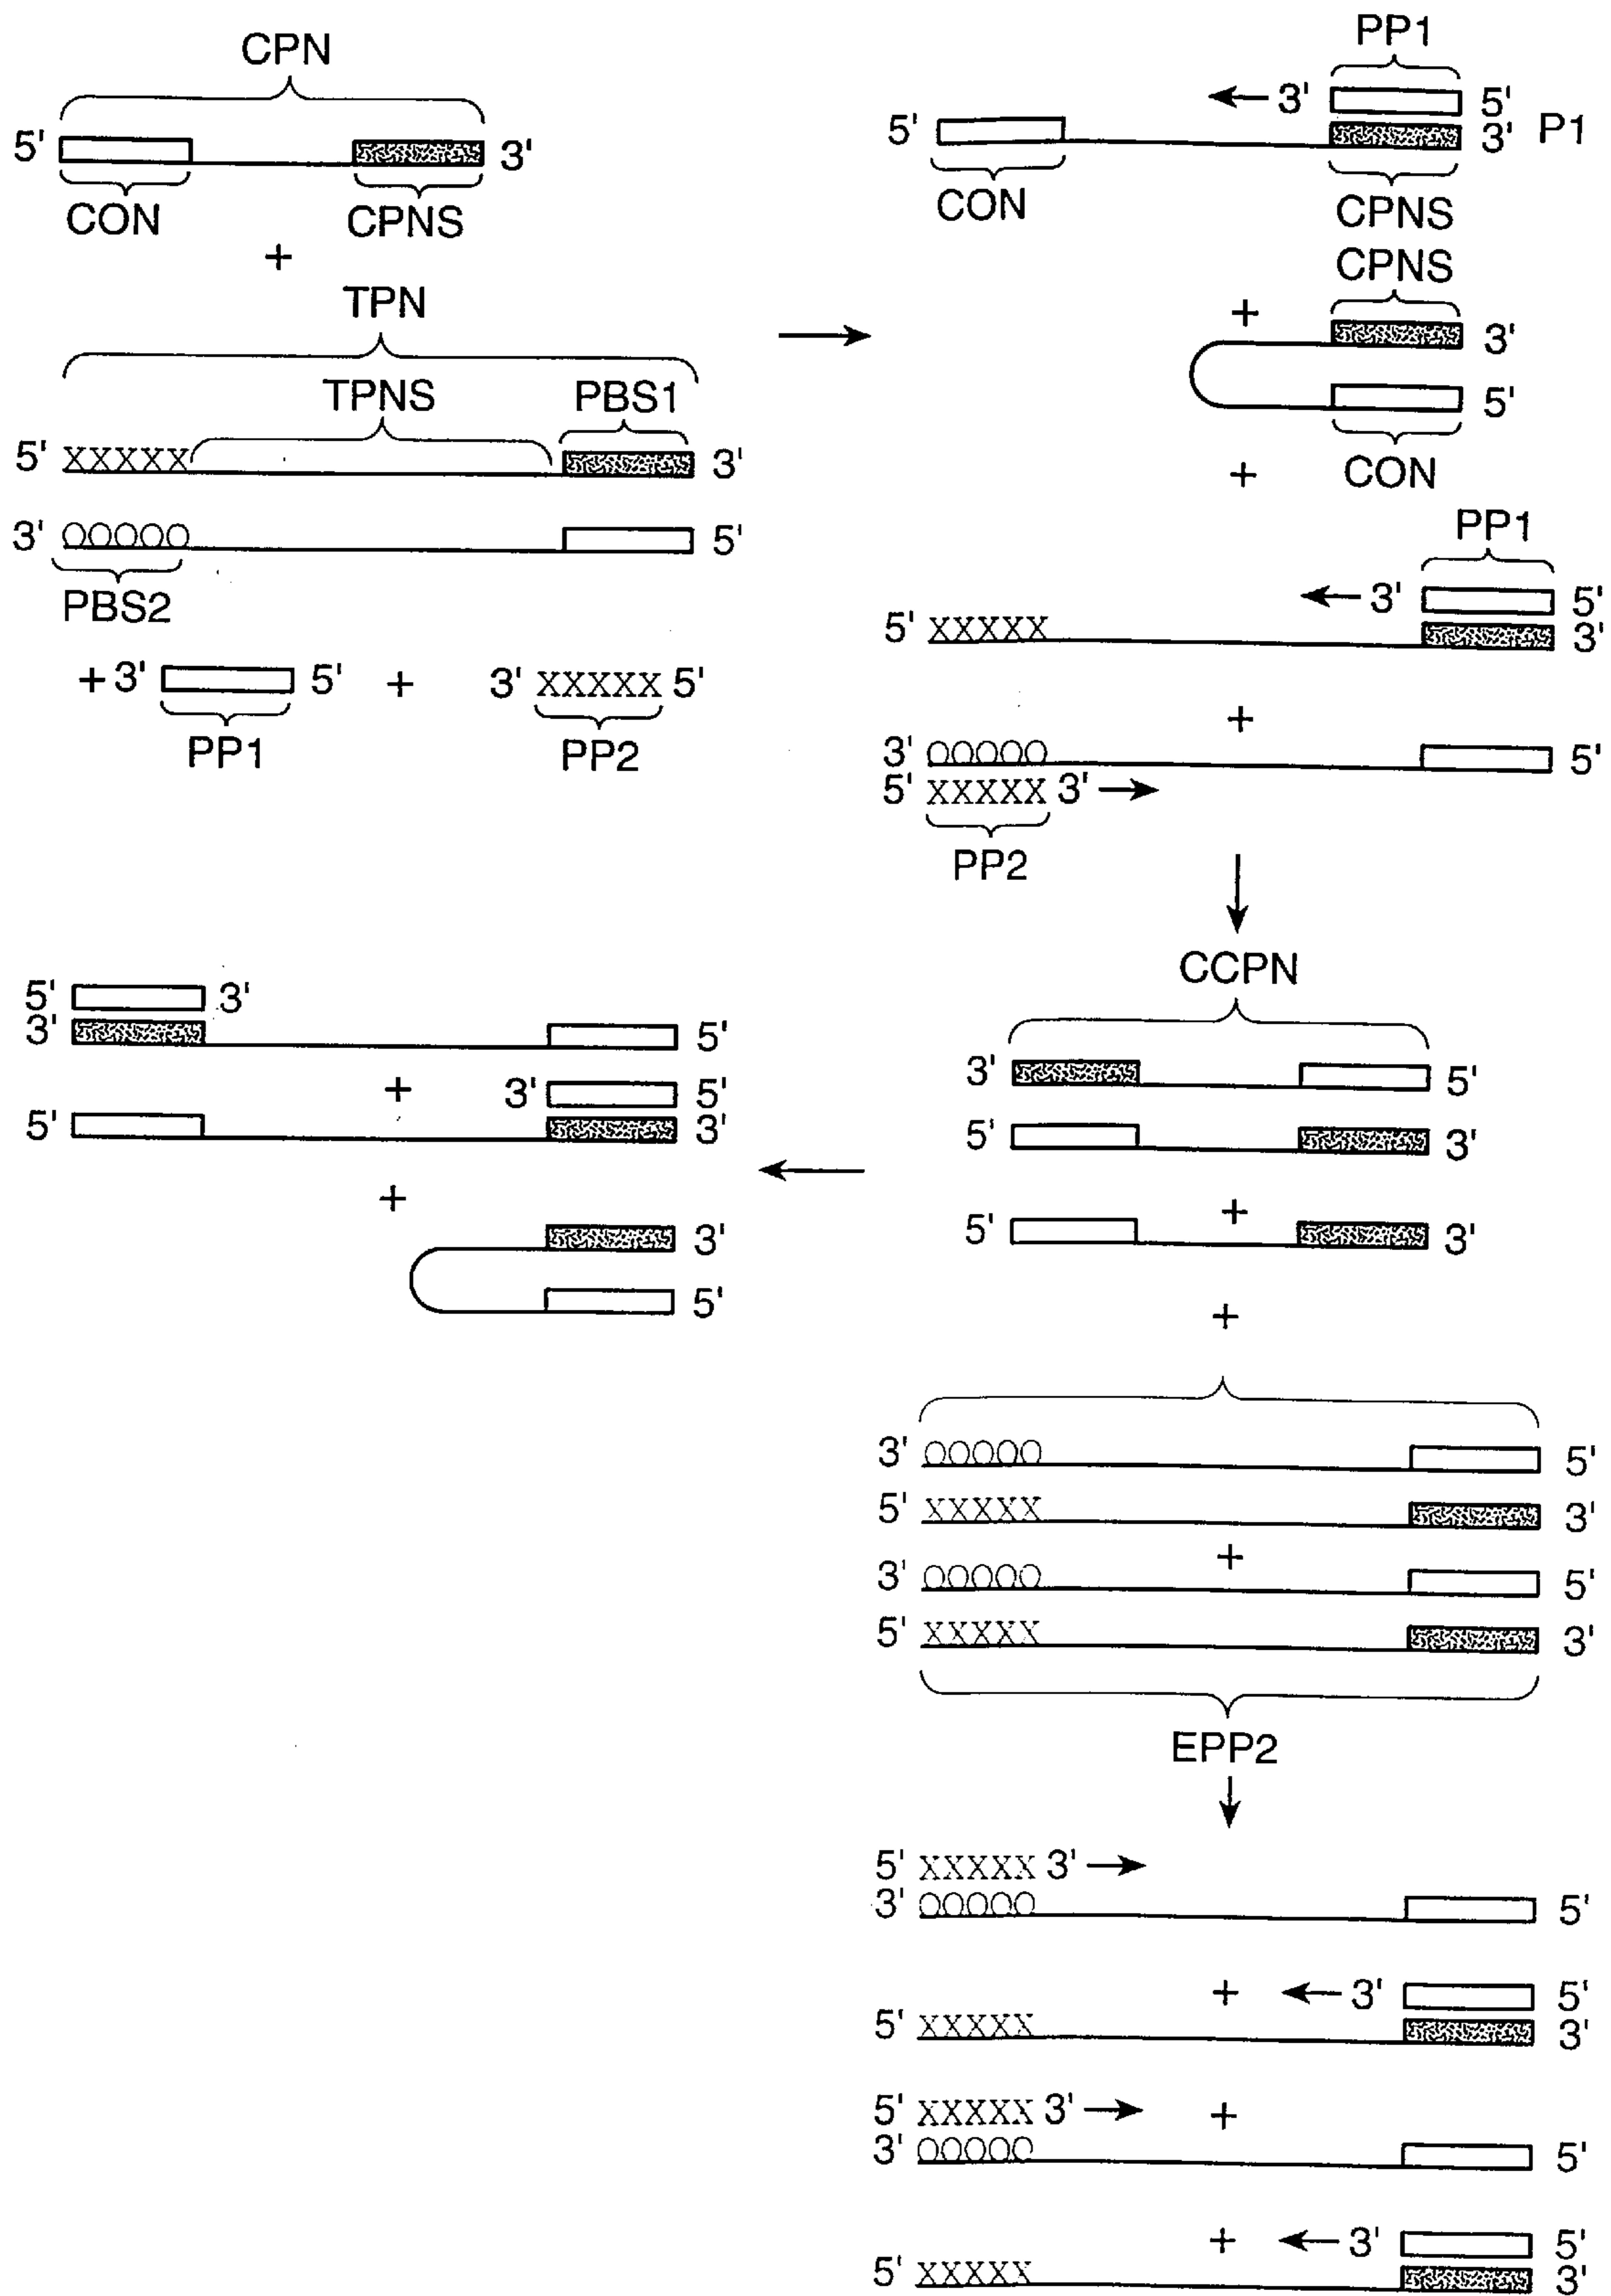 CPN
5' 3'
CON CPNS
+
TPN
TPNS PBS1
5' XXXXX 3'
3' OOOOO 5'
PBS2
+ 3' 5' + 3' XXXXX 5'
PP1 PP2
PP1
3' 5'
5' 3' P1
CON CPNS
CPNS
+
3'
5'
+ CON
PP1
3' 5'
5' XXXXX 3'
+
3' OOOOO 5'
5' XXXXX 3'
PP2
CCPN
3' 5'
5' 3'
+
5' 3'
+
3' OOOOO 5'
5' XXXXX 3'
+
3' OOOOO 5'
5' XXXXX 3'
EPP2
5' XXXXX 3'
3' OOOOO 5'
+ 3' 5'
5' XXXXX 3'
5' XXXXX 3' +
3' OOOOO 5'
+ 3' 5'
5' XXXXX 3'
5' 3'
3' 5'
+ 3' 5'
5' 3'
+
3'
5'